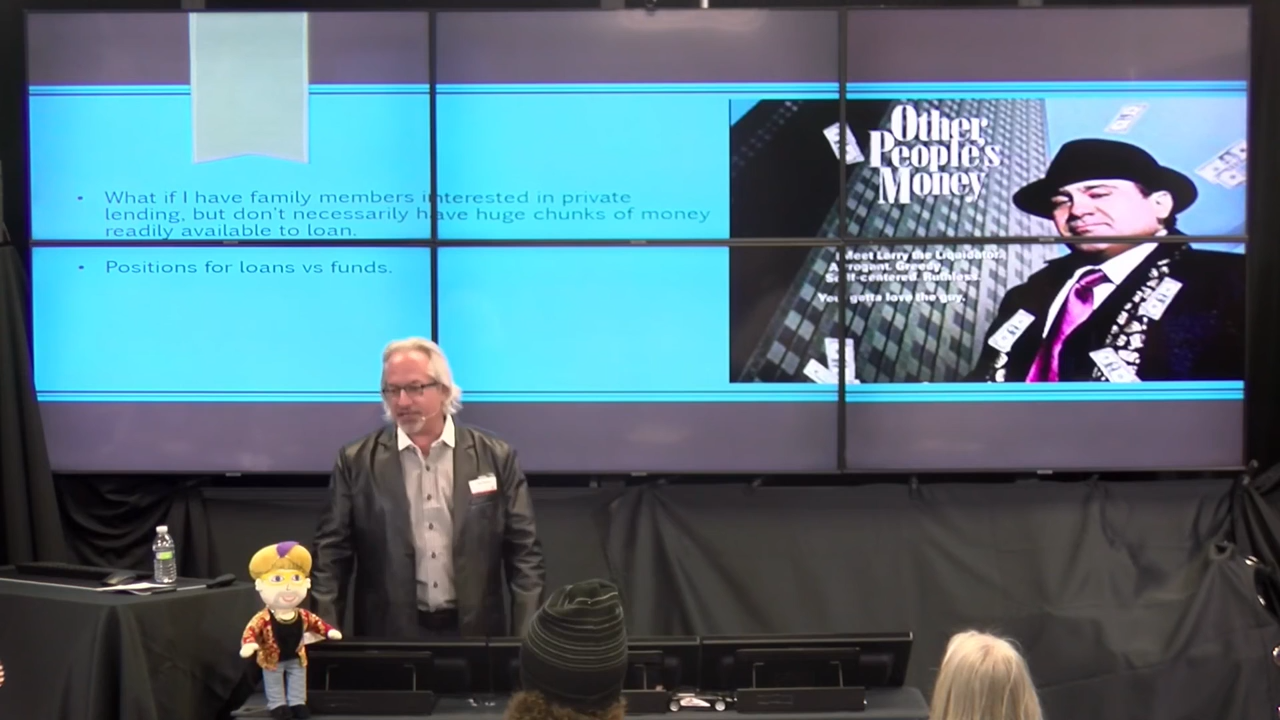 What if I have family members interested in private
lending, but don't necessarily have huge chunks of money
readily available to loan.
Positions for loans vs funds.
Other
People's
Money
Meet Larry the Liquidator.
Arrogant. Greedy.
Self-centered. Ruthless.
You gotta love the guy.